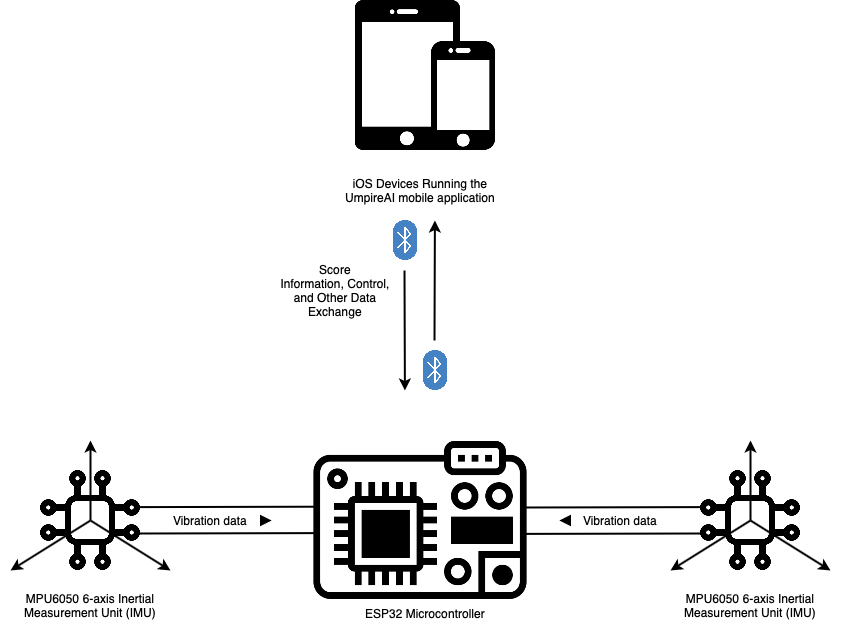 iOS Devices Running the
UmpireAI mobile application
Score
Information, Control,
and Other Data
Exchange
Vibration data
Vibration data
MPU6050 6-axis Inertial
Measurement Unit (IMU)
ESP32 Microcontroller
MPU6050 6-axis Inertial
Measurement Unit (IMU)